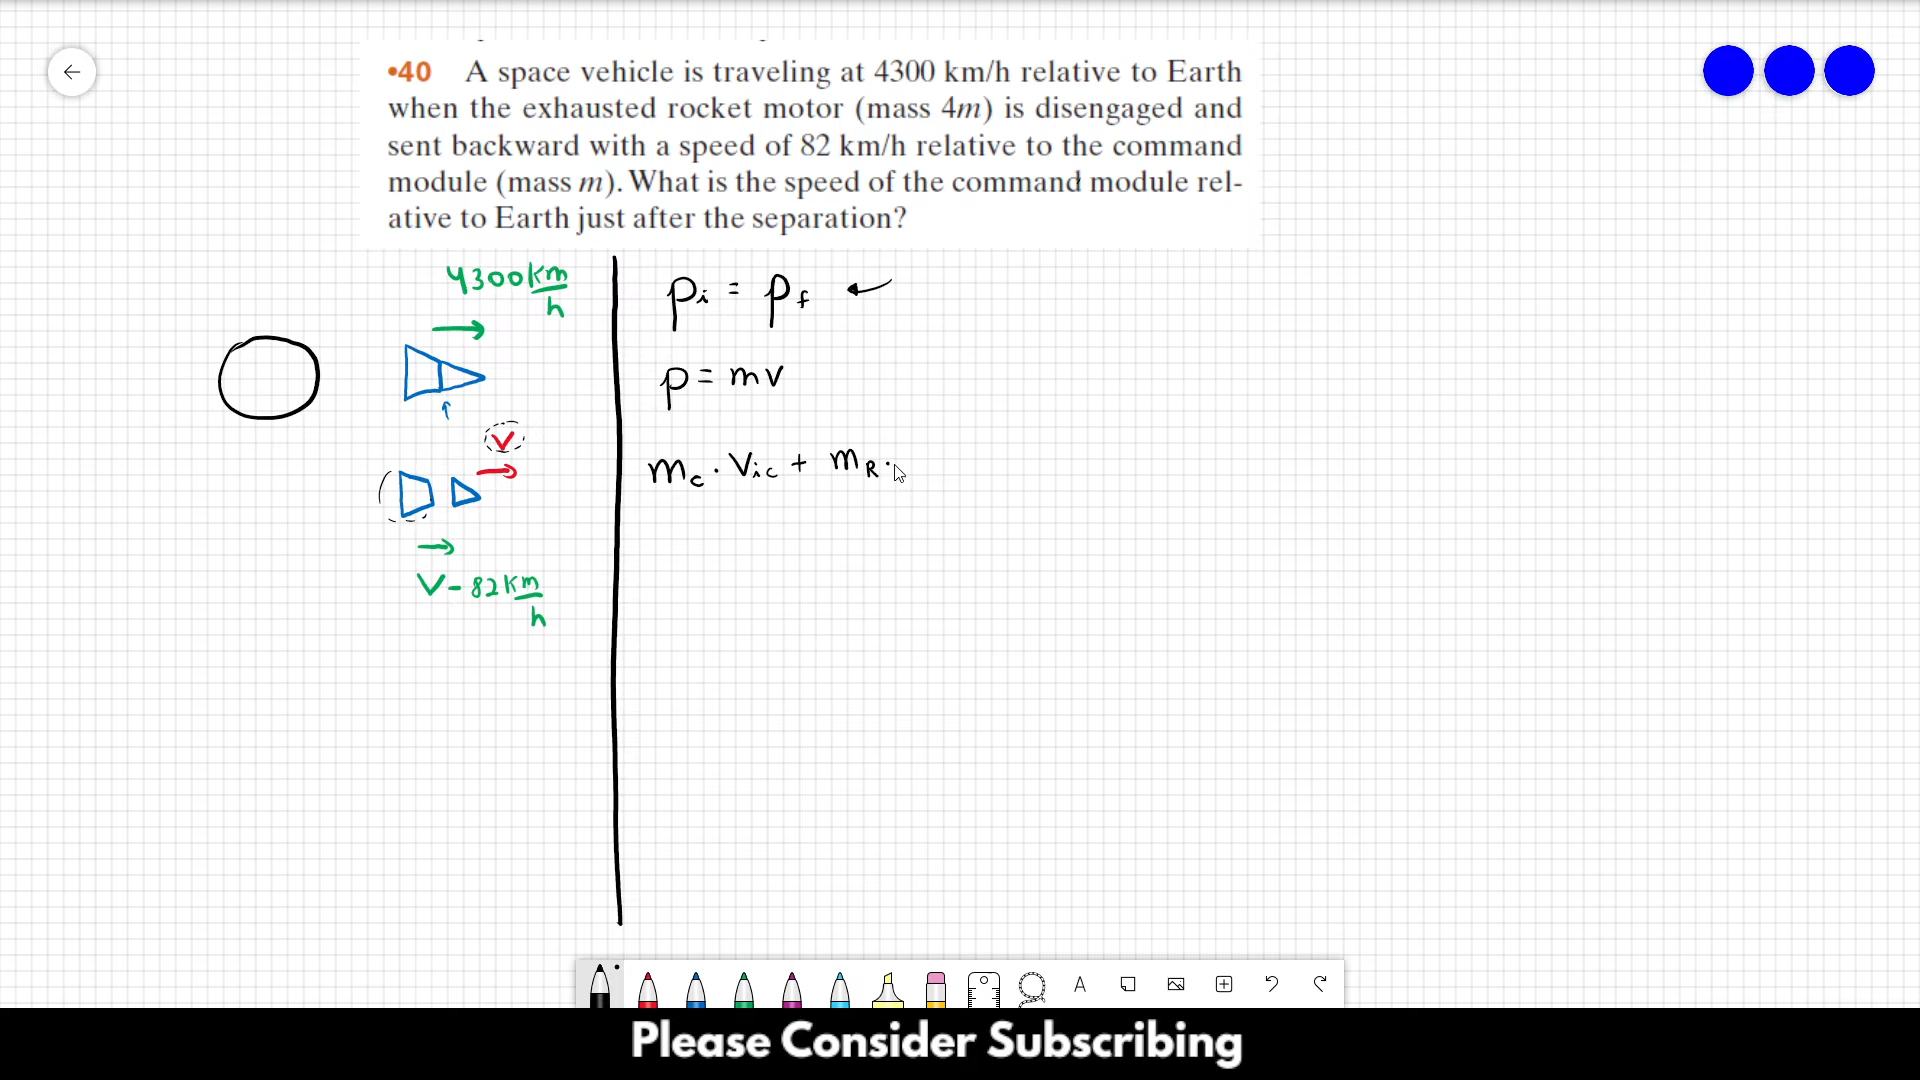 •40 A space vehicle is traveling at 4300 km/h relative to Earth
when the exhausted rocket motor (mass 4m) is disengaged and
sent backward with a speed of 82 km/h relative to the command
module (mass m). What is the speed of the command module rel-
ative to Earth just after the separation?
4300 km/h
V
V - 82 km/h
pi = pf
p = mv
mc · Vic + mR ·
A
Please Consider Subscribing